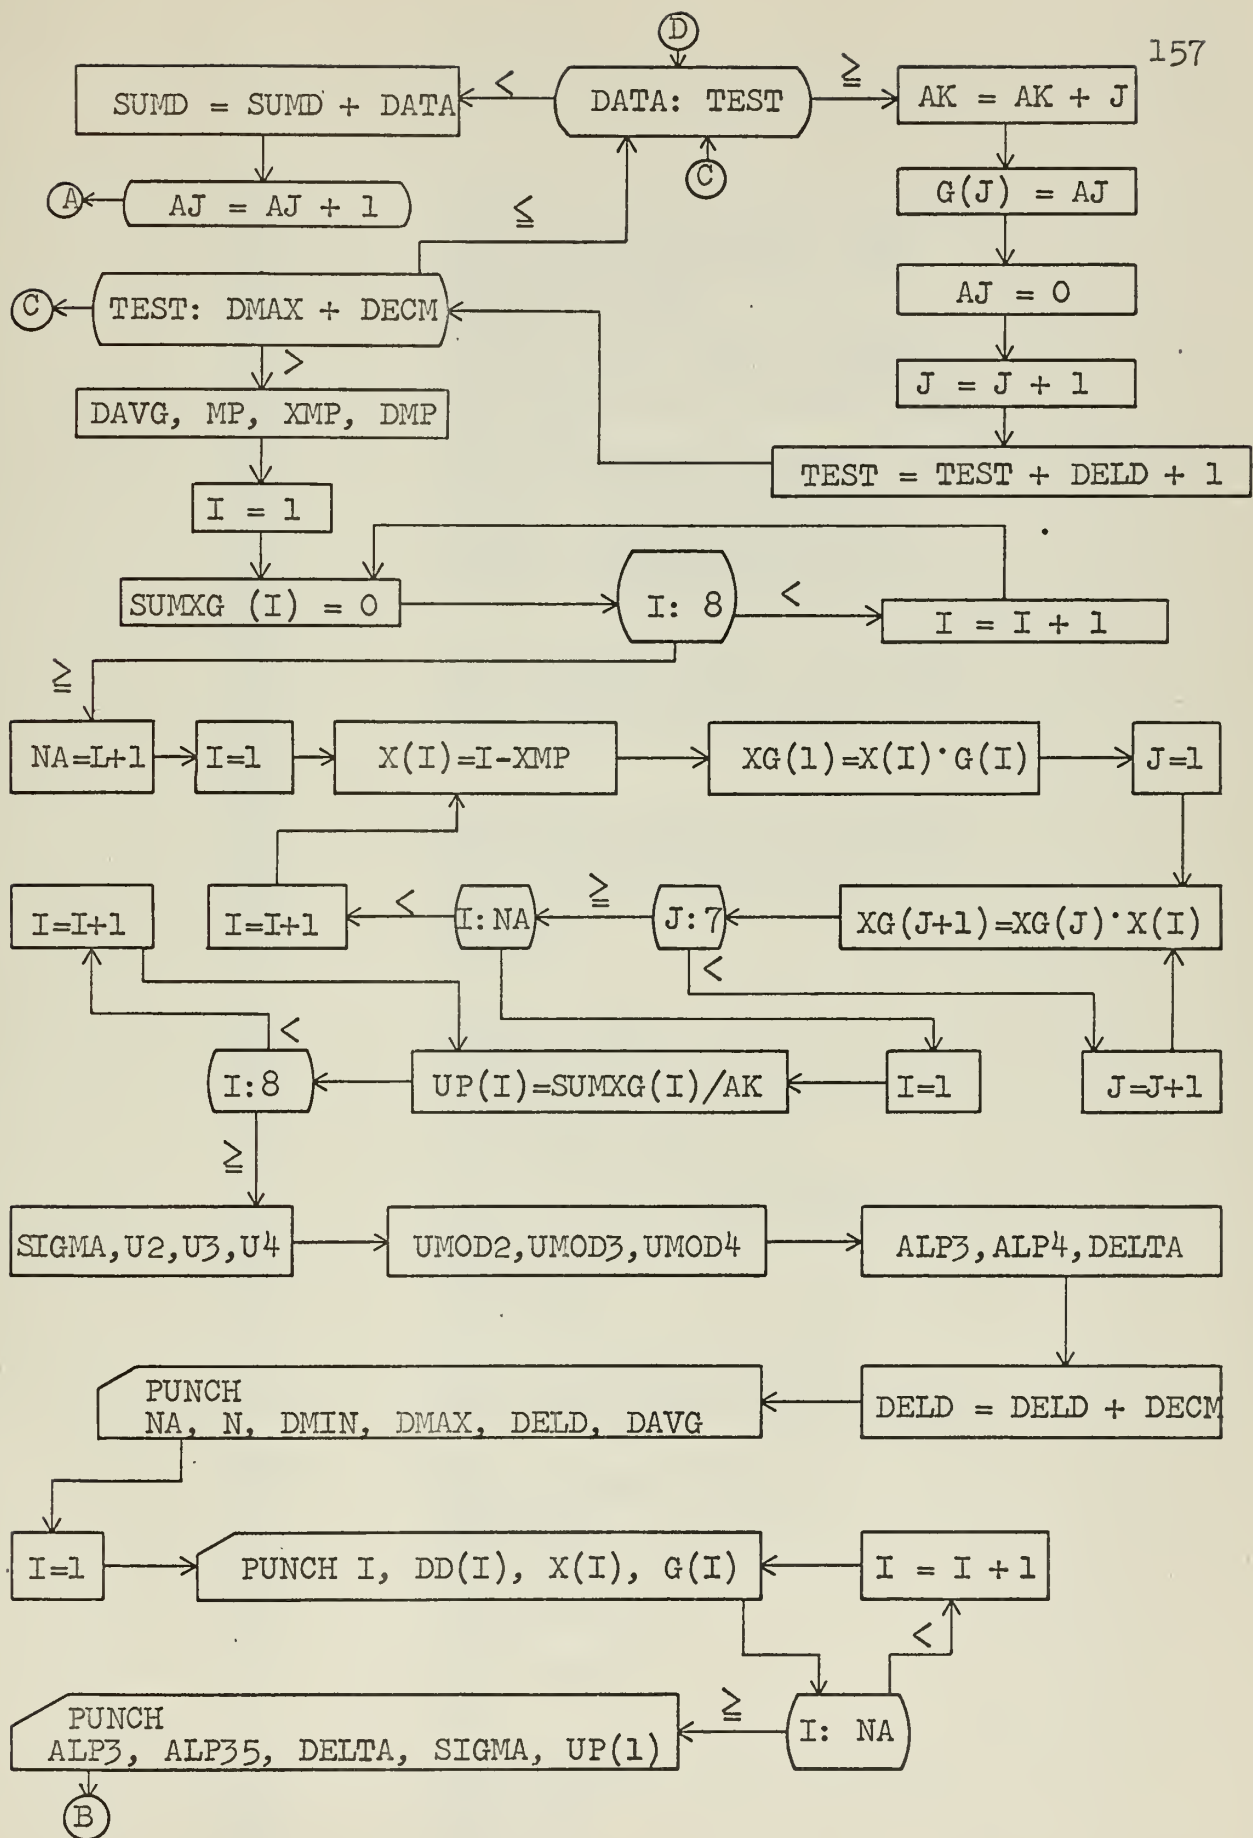 157
D
SUMD = SUMD + DATA
<
DATA: TEST
≧
AK = AK + J
C
G(J) = AJ
A
AJ = AJ + 1
≦
AJ = 0
C
TEST: DMAX + DECM
>
J = J + 1
DAVG, MP, XMP, DMP
TEST = TEST + DELD + 1
I = 1
SUMXG (I) = 0
I: 8
<
I = I + 1
≧
NA=L+1
I=1
X(I)=I-XMP
XG(1)=X(I)·G(I)
J=1
I=I+1
I=I+1
<
I:NA
≧
J:7
XG(J+1)=XG(J)·X(I)
<
<
I:8
UP(I)=SUMXG(I)/AK
I=1
J=J+1
≧
SIGMA,U2,U3,U4
UMOD2,UMOD3,UMOD4
ALP3,ALP4,DELTA
PUNCH
NA, N, DMIN, DMAX, DELD, DAVG
DELD = DELD + DECM
I=1
PUNCH I, DD(I), X(I), G(I)
I = I + 1
<
PUNCH
ALP3, ALP35, DELTA, SIGMA, UP(1)
≧
I: NA
B